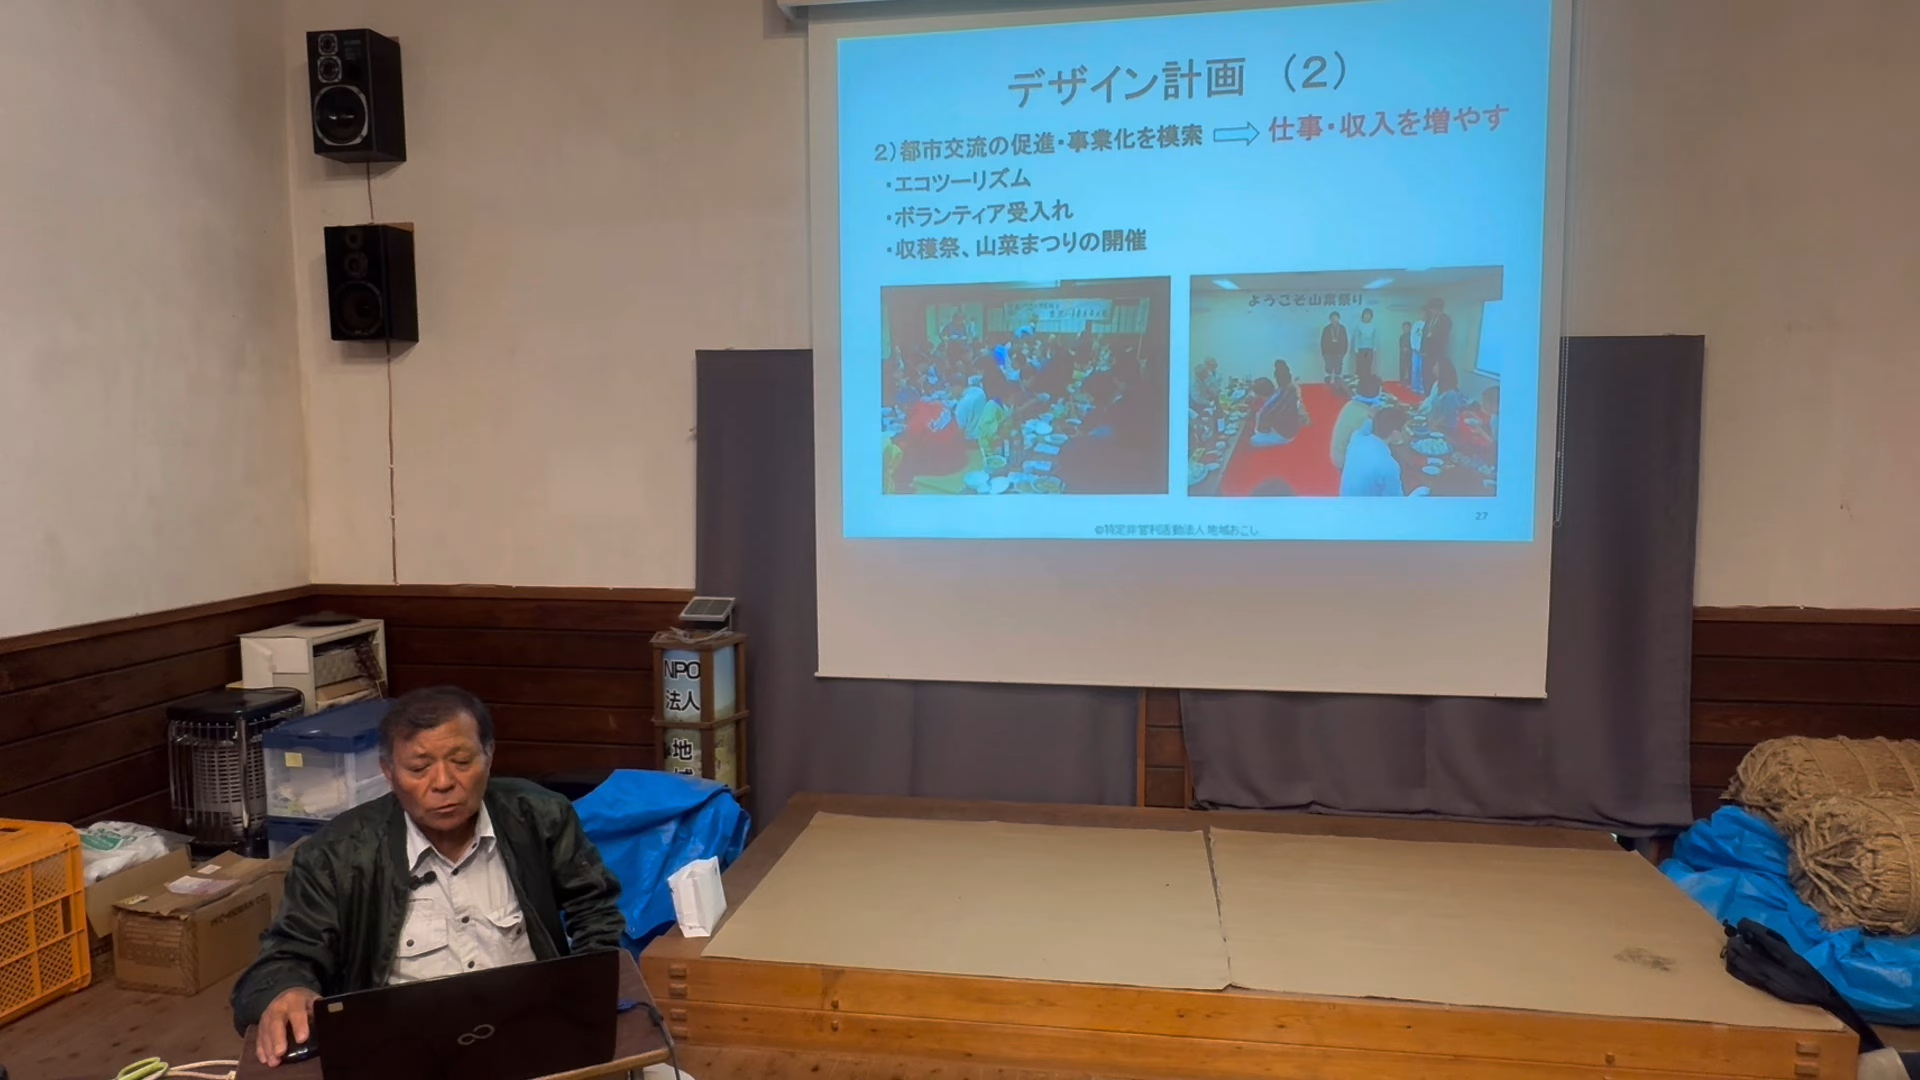 デザイン計画 （２）
２）都市交流の促進・事業化を模索 ⇒ 仕事・収入を増やす
・エコツーリズム
・ボランティア受入れ
・収穫祭、山菜まつりの開催
ようこそ山菜祭り
27
©特定非営利活動法人地域おこし
NPO
法人
地
域